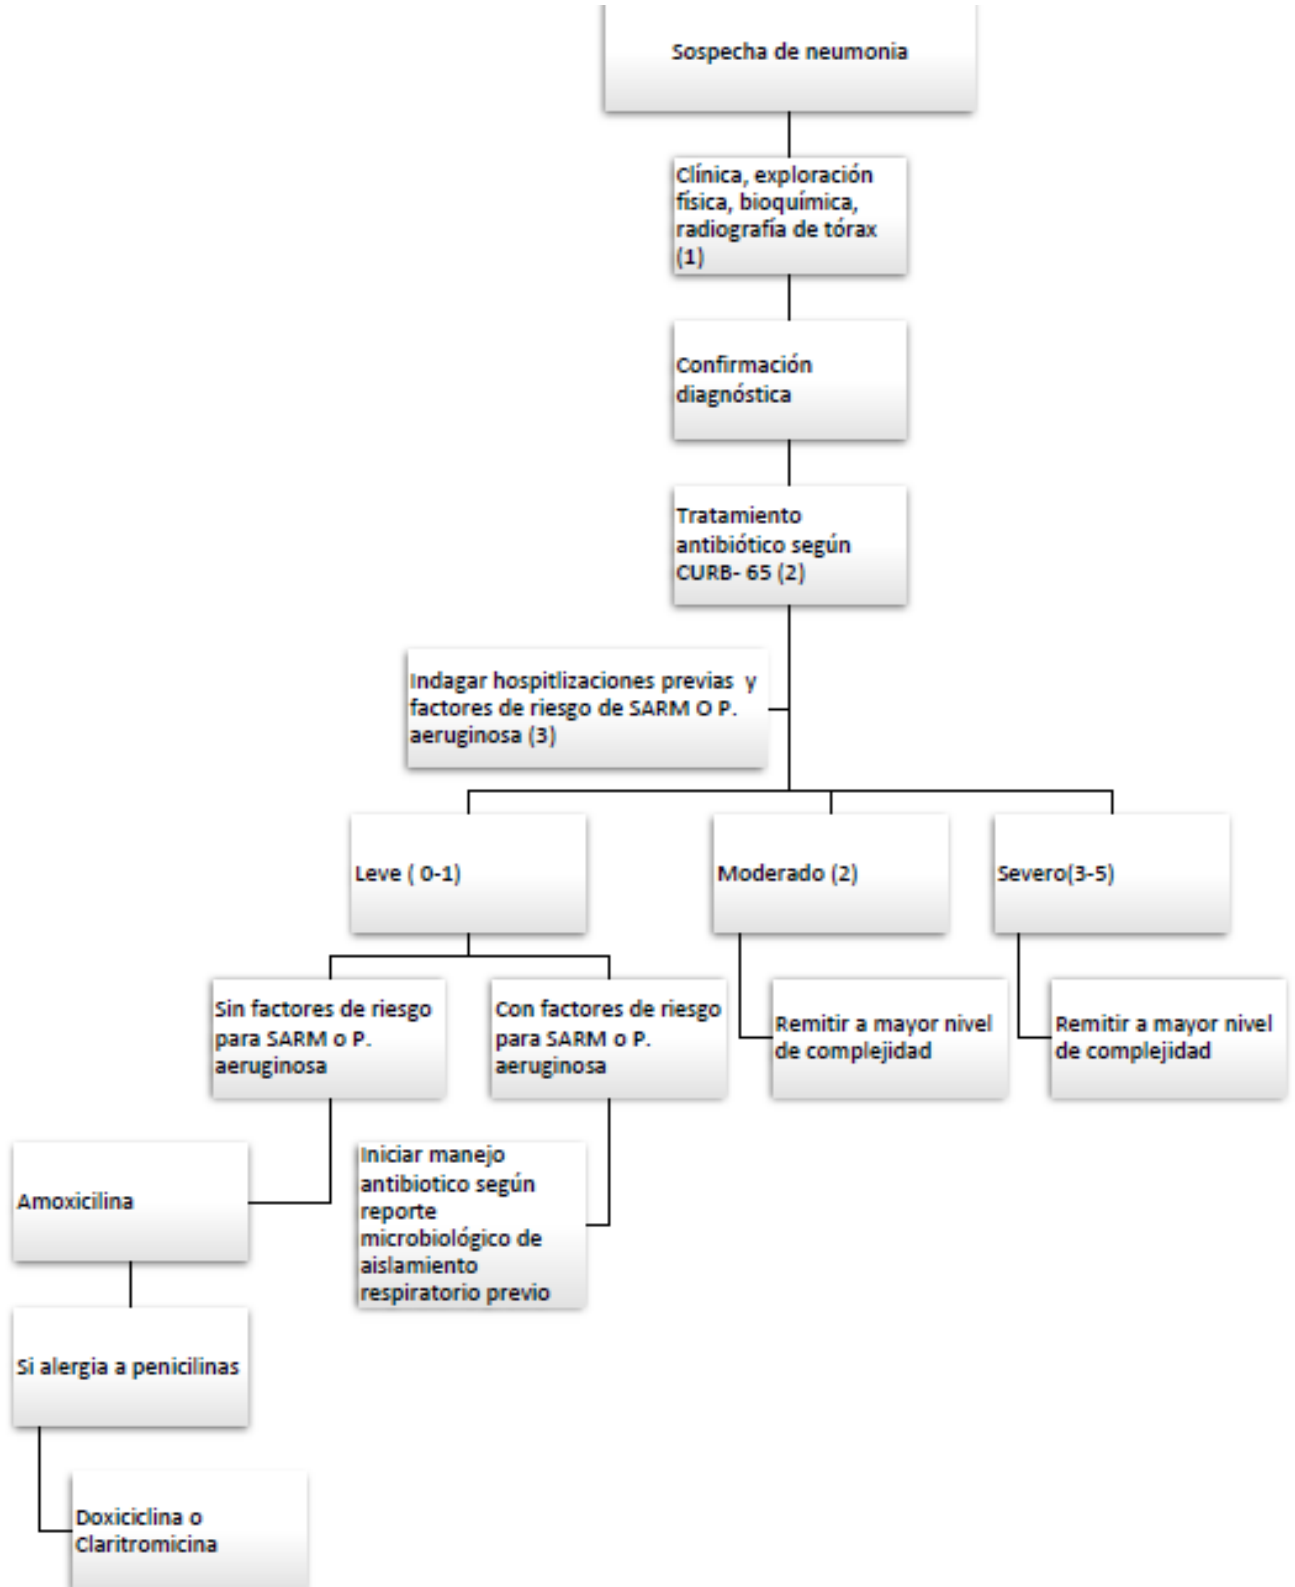 Sospecha de neumonia
Clínica, exploración
física, bioquímica,
radiografía de tórax
(1)
Confirmación
diagnóstica
Tratamiento
antibiótico según
CURB- 65 (2)
Indagar hospitlizaciones previas y
factores de riesgo de SARM O P.
aeruginosa (3)
Leve ( 0-1)
Moderado (2)
Severo(3-5)
Sin factores de riesgo
para SARM o P.
aeruginosa
Con factores de riesgo
para SARM o P.
aeruginosa
Remitir a mayor nivel
de complejidad
Remitir a mayor nivel
de complejidad
Amoxicilina
Iniciar manejo
antibiotico según
reporte
microbiológico de
aislamiento
respiratorio previo
Si alergia a penicilinas
Doxiciclina o
Claritromicina